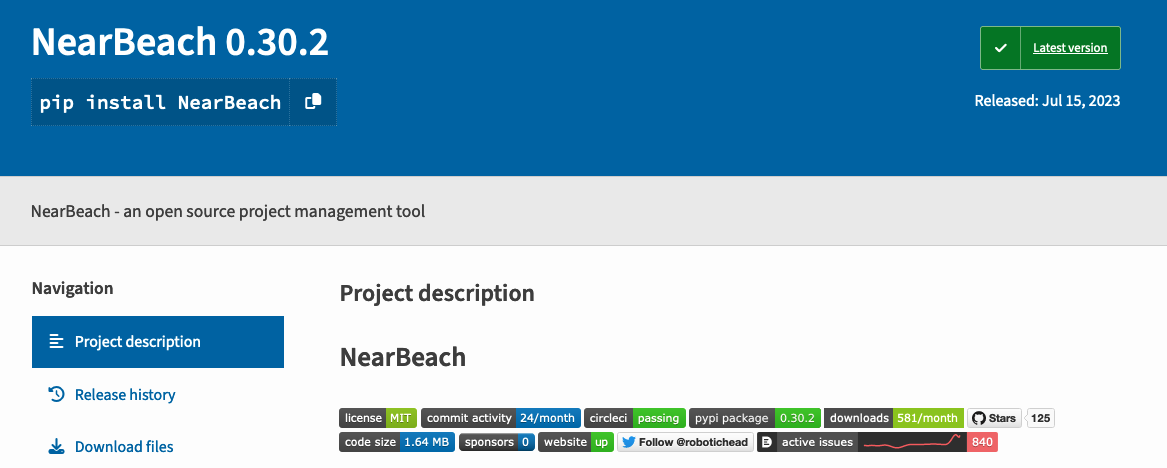 NearBeach 0.30.2
Latest version
pip install NearBeach
Released: Jul 15, 2023
NearBeach - an open source project management tool
Navigation
Project description
Release history
Download files
Project description
NearBeach
license MIT commit activity 24/month circleci passing pypi package 0.30.2 downloads 581/month Stars 125
code size 1.64 MB sponsors 0 website up Follow @robotichead D active issues 840